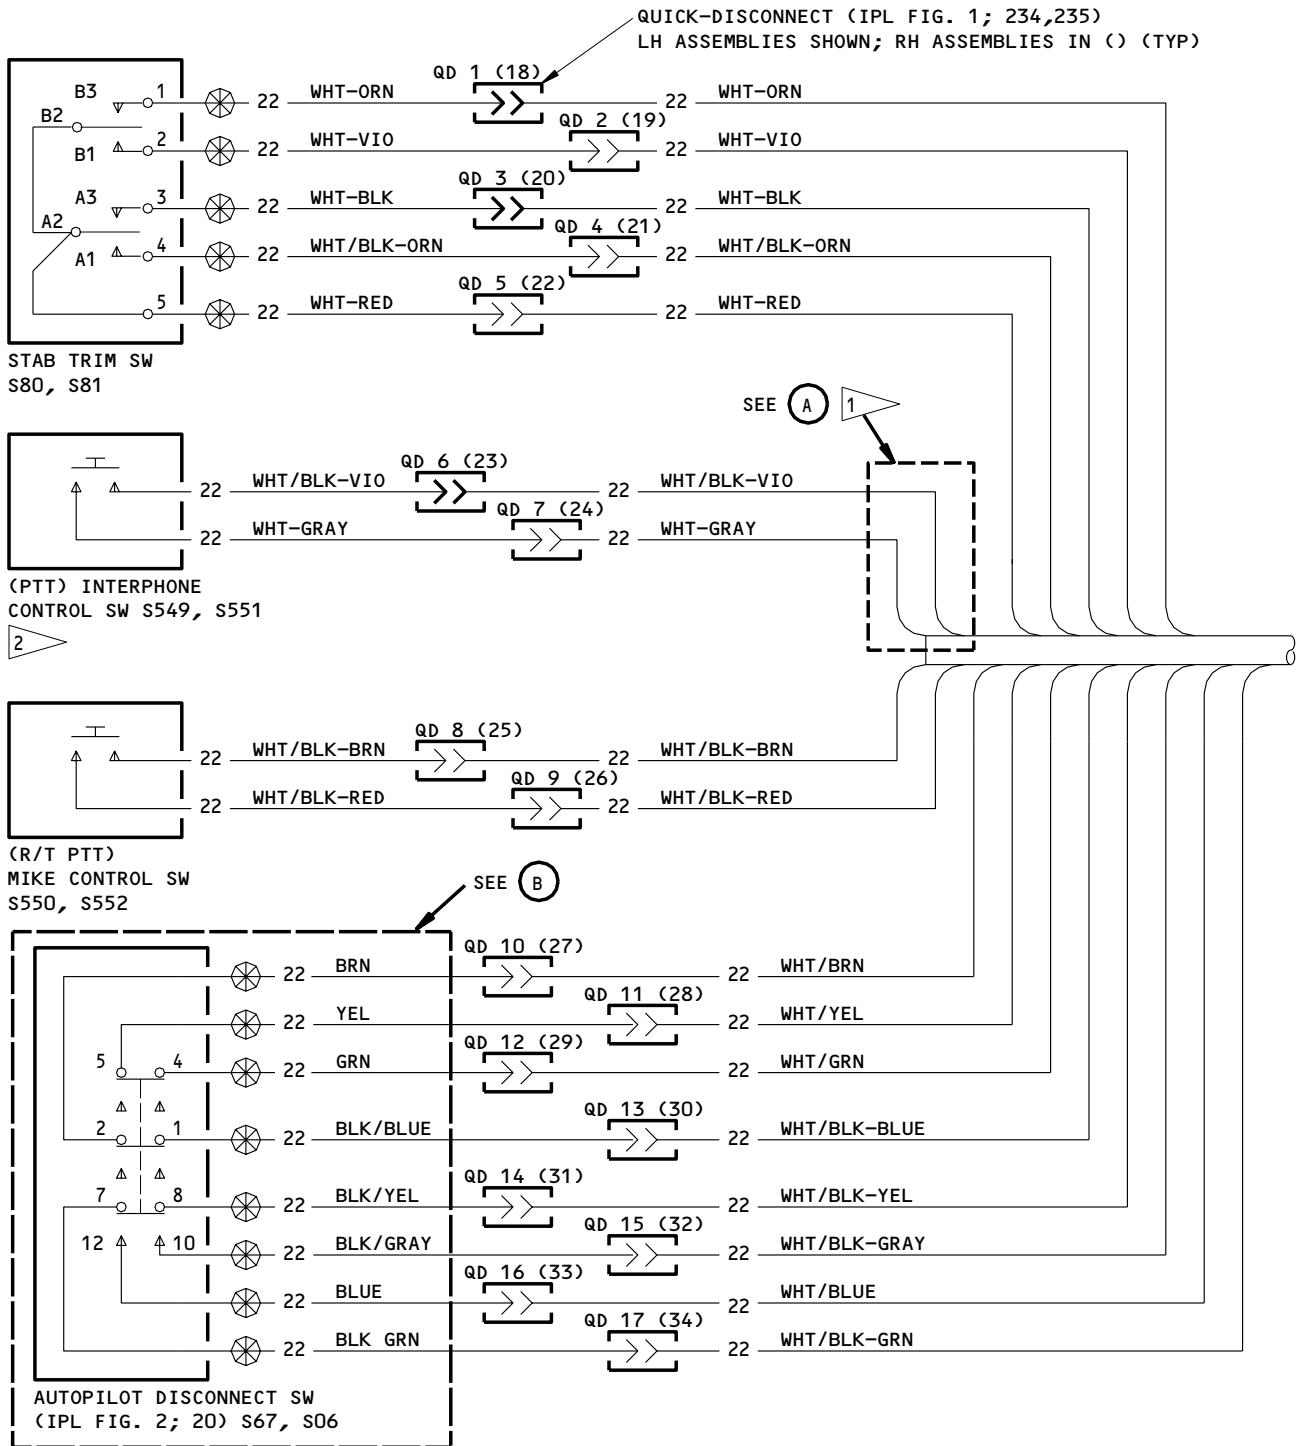 QUICK-DISCONNECT (IPL FIG. 1; 234,235)
LH ASSEMBLIES SHOWN; RH ASSEMBLIES IN () (TYP)
QD 1 (18)
B3 1 22 WHT-ORN 22 WHT-ORN
B2
QD 2 (19)
B1 2 22 WHT-VIO 22 WHT-VIO
QD 3 (20)
A3 3 22 WHT-BLK 22 WHT-BLK
A2
QD 4 (21)
A1 4 22 WHT/BLK-ORN 22 WHT/BLK-ORN
QD 5 (22)
5 22 WHT-RED 22 WHT-RED
STAB TRIM SW
S80, S81
SEE A 1
QD 6 (23)
22 WHT/BLK-VIO 22 WHT/BLK-VIO
QD 7 (24)
22 WHT-GRAY 22 WHT-GRAY
(PTT) INTERPHONE
CONTROL SW S549, S551
2
QD 8 (25)
22 WHT/BLK-BRN 22 WHT/BLK-BRN
QD 9 (26)
22 WHT/BLK-RED 22 WHT/BLK-RED
(R/T PTT)
MIKE CONTROL SW
S550, S552
SEE B
QD 10 (27)
22 BRN 22 WHT/BRN
QD 11 (28)
22 YEL 22 WHT/YEL
QD 12 (29)
5 4 22 GRN 22 WHT/GRN
QD 13 (30)
2 1 22 BLK/BLUE 22 WHT/BLK-BLUE
QD 14 (31)
7 8 22 BLK/YEL 22 WHT/BLK-YEL
QD 15 (32)
12 10 22 BLK/GRAY 22 WHT/BLK-GRAY
QD 16 (33)
22 BLUE 22 WHT/BLUE
QD 17 (34)
22 BLK GRN 22 WHT/BLK-GRN
AUTOPILOT DISCONNECT SW
(IPL FIG. 2; 20) S67, S06